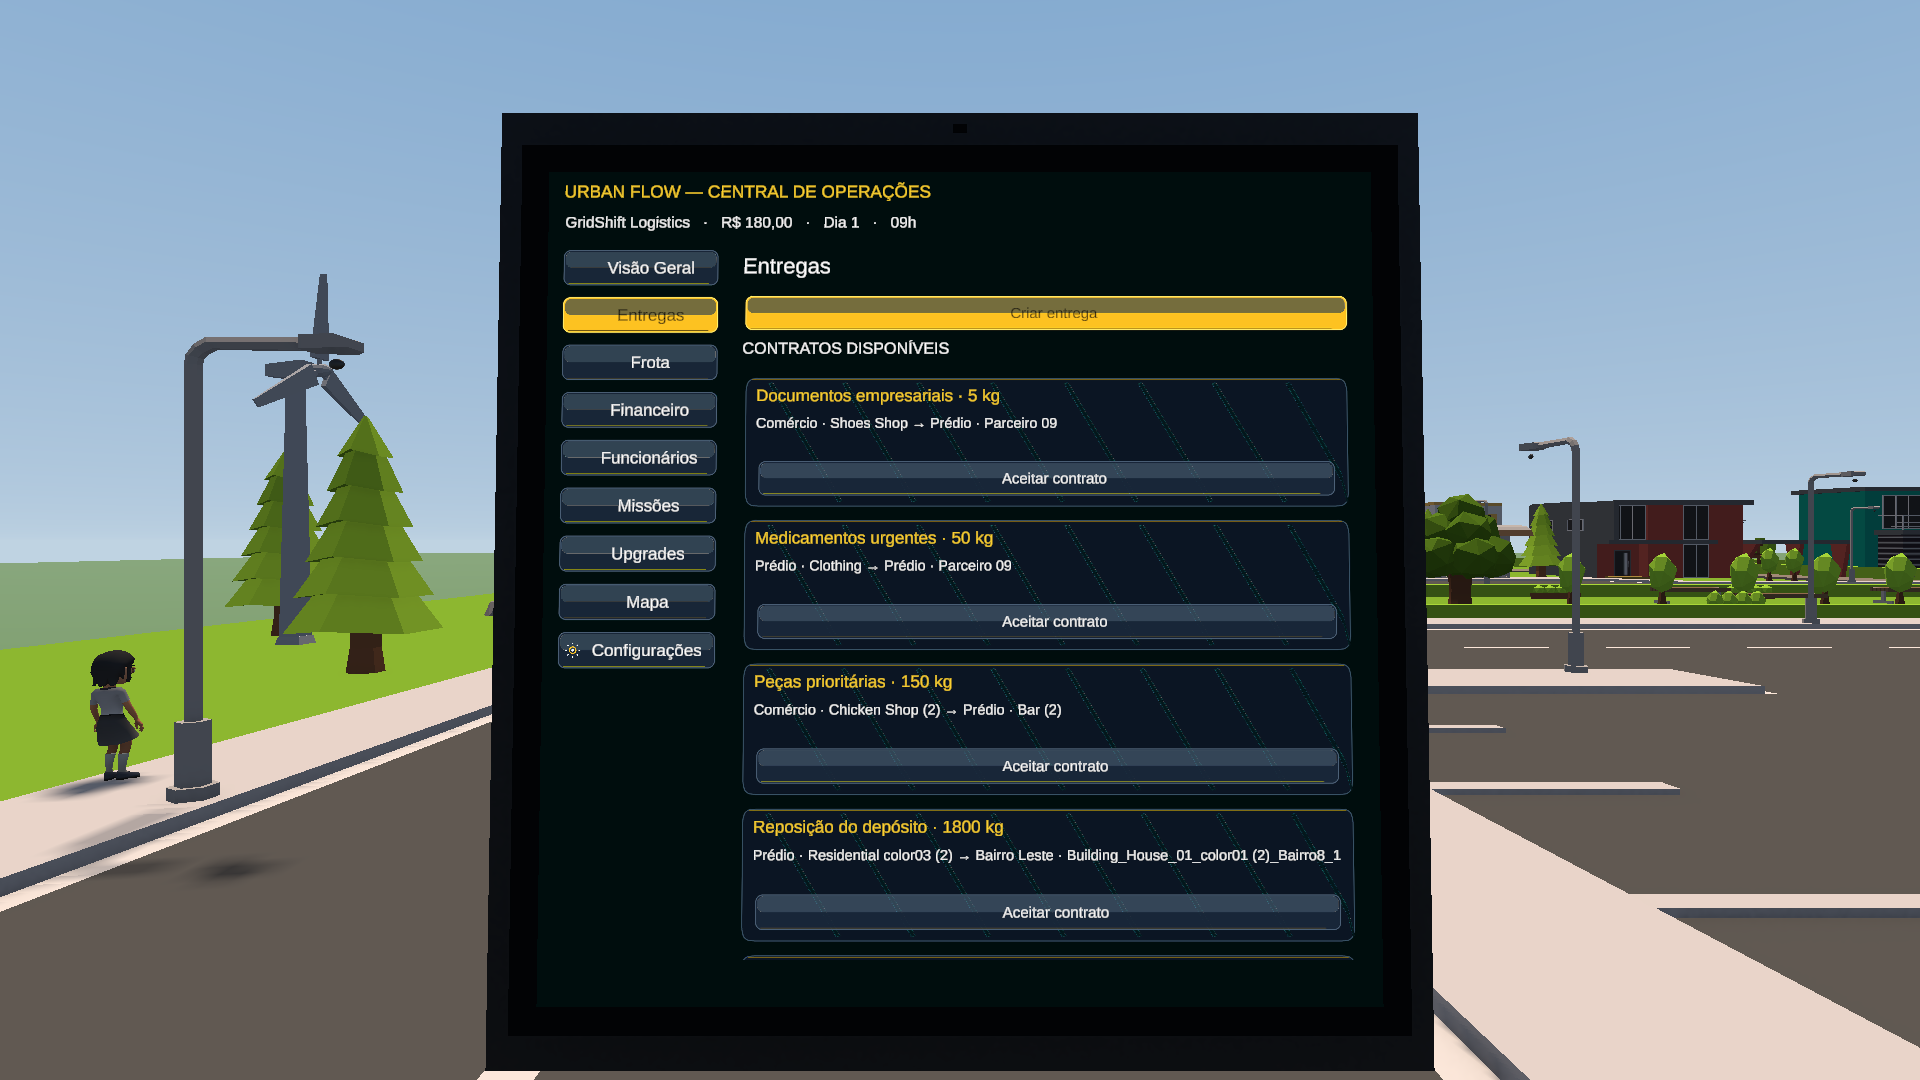 URBAN FLOW — CENTRAL DE OPERAÇÕES
GridShift Logistics · R$ 180,00 · Dia 1 · 09h
Visão Geral
Entregas
Frota
Financeiro
Funcionários
Missões
Upgrades
Mapa
Configurações
Entregas
Criar entrega
CONTRATOS DISPONÍVEIS
Documentos empresariais · 5 kg
Comércio · Shoes Shop → Prédio · Parceiro 09
Aceitar contrato
Medicamentos urgentes · 50 kg
Prédio · Clothing → Prédio · Parceiro 09
Aceitar contrato
Peças prioritárias · 150 kg
Comércio · Chicken Shop (2) → Prédio · Bar (2)
Aceitar contrato
Reposição do depósito · 1800 kg
Prédio · Residential color03 (2) → Bairro Leste · Building_House_01_color01 (2)_Bairro8_1
Aceitar contrato